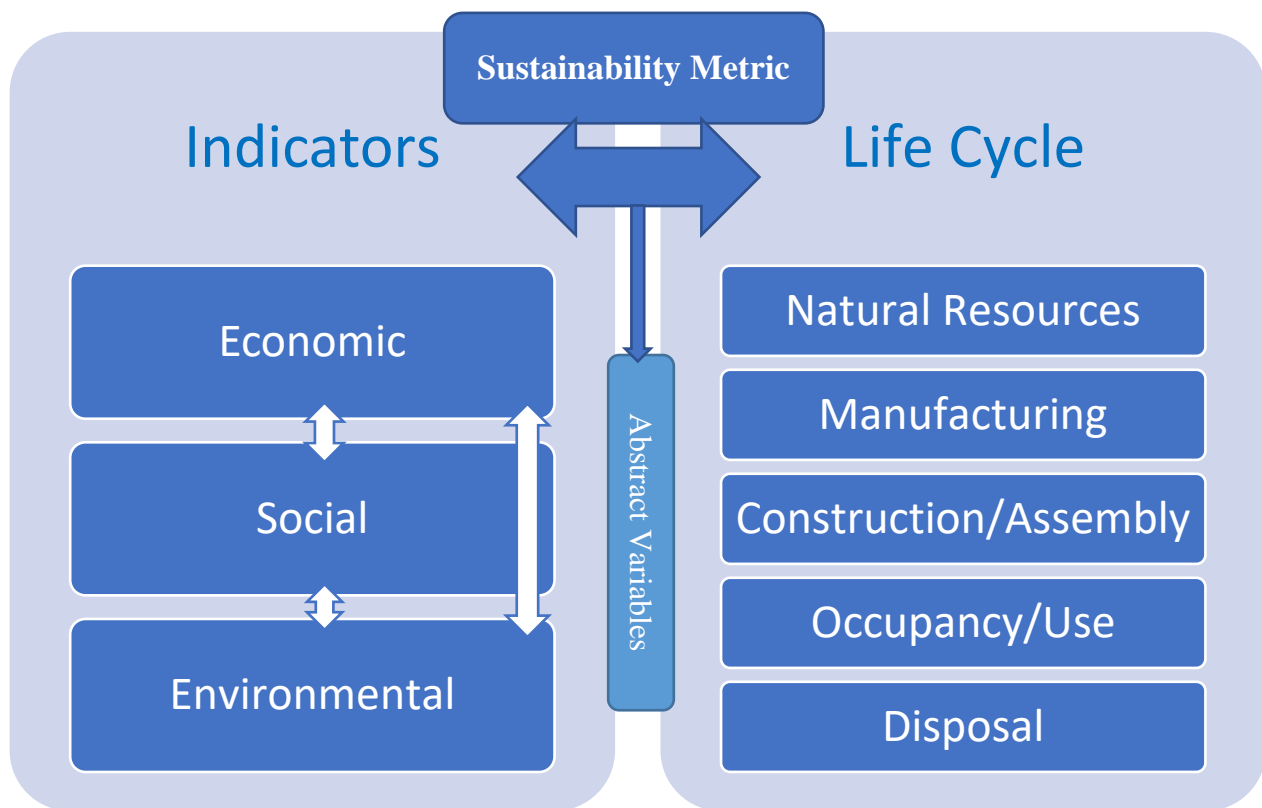 Sustainability Metric
Indicators
Economic
Social
Environmental
Abstract Variables
Life Cycle
Natural Resources
Manufacturing
Construction/Assembly
Occupancy/Use
Disposal